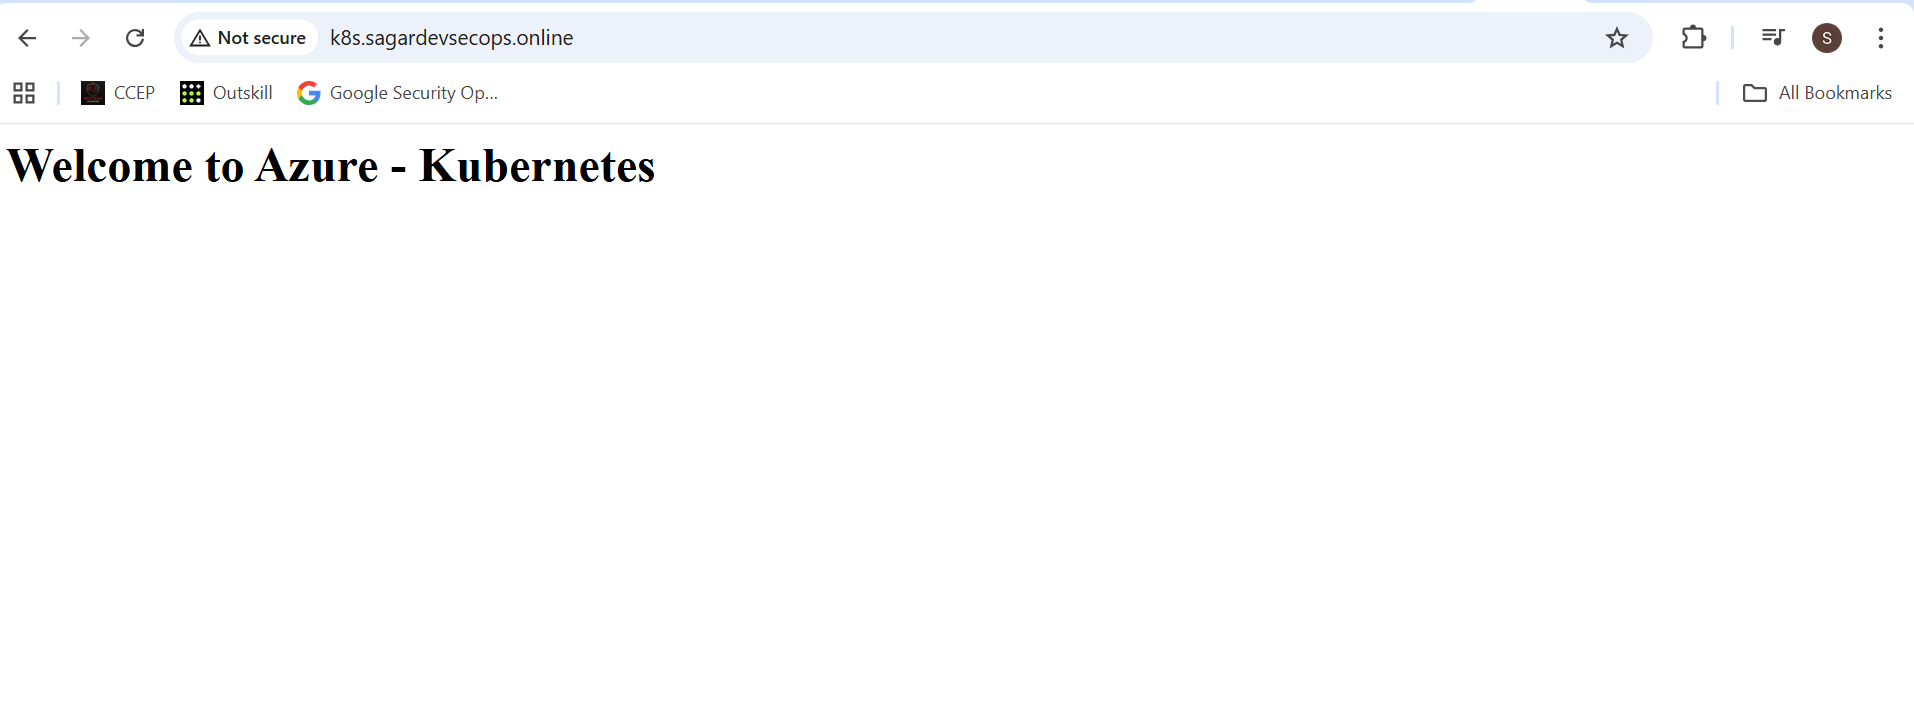 Not secure k8s.sagardevsecops.online S
CCEP Outskill Google Security Op... All Bookmarks
Welcome to Azure - Kubernetes